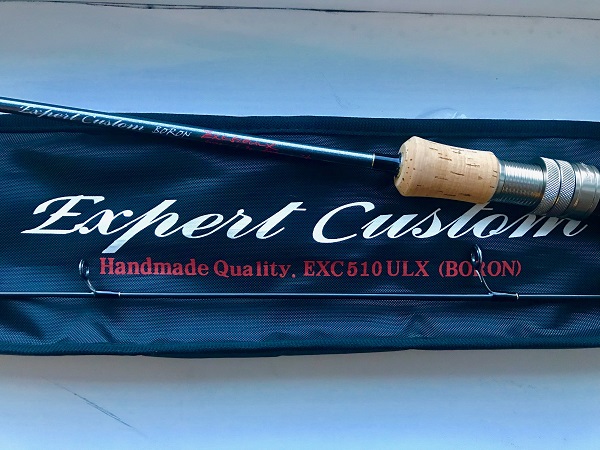 Expert Custom BORON
Expert Custom
Handmade Quality. EXC510ULX (BORON)